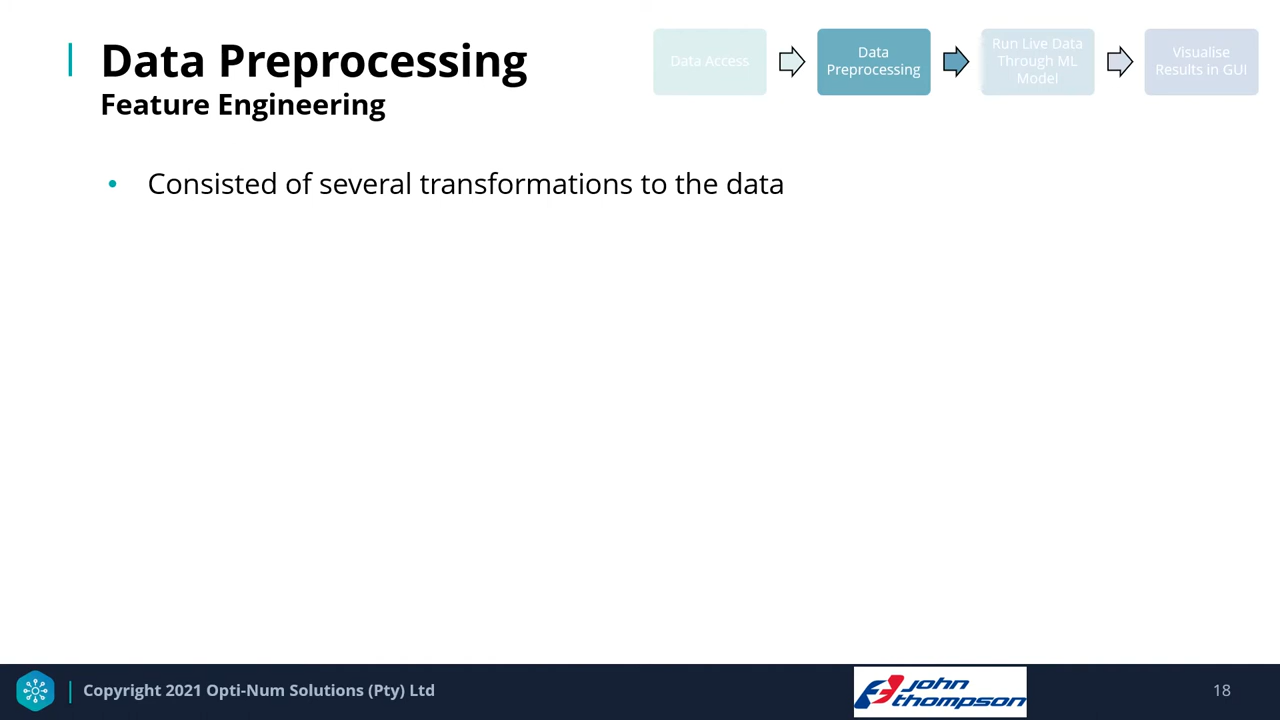 Data Preprocessing
Feature Engineering
Data Access
Data
Preprocessing
Run Live Data
Through ML
Model
Visualise
Results in GUI
• Consisted of several transformations to the data
Copyright 2021 Opti-Num Solutions (Pty) Ltd
john
thompson
18